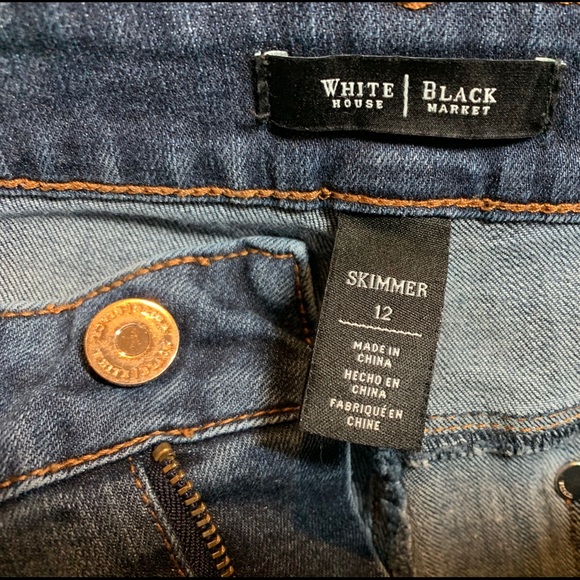 WHITE | BLACK
HOUSE | MARKET
SKIMMER
12
MADE IN
CHINA
HECHO EN
CHINA
FABRIQUÉ EN
CHINE